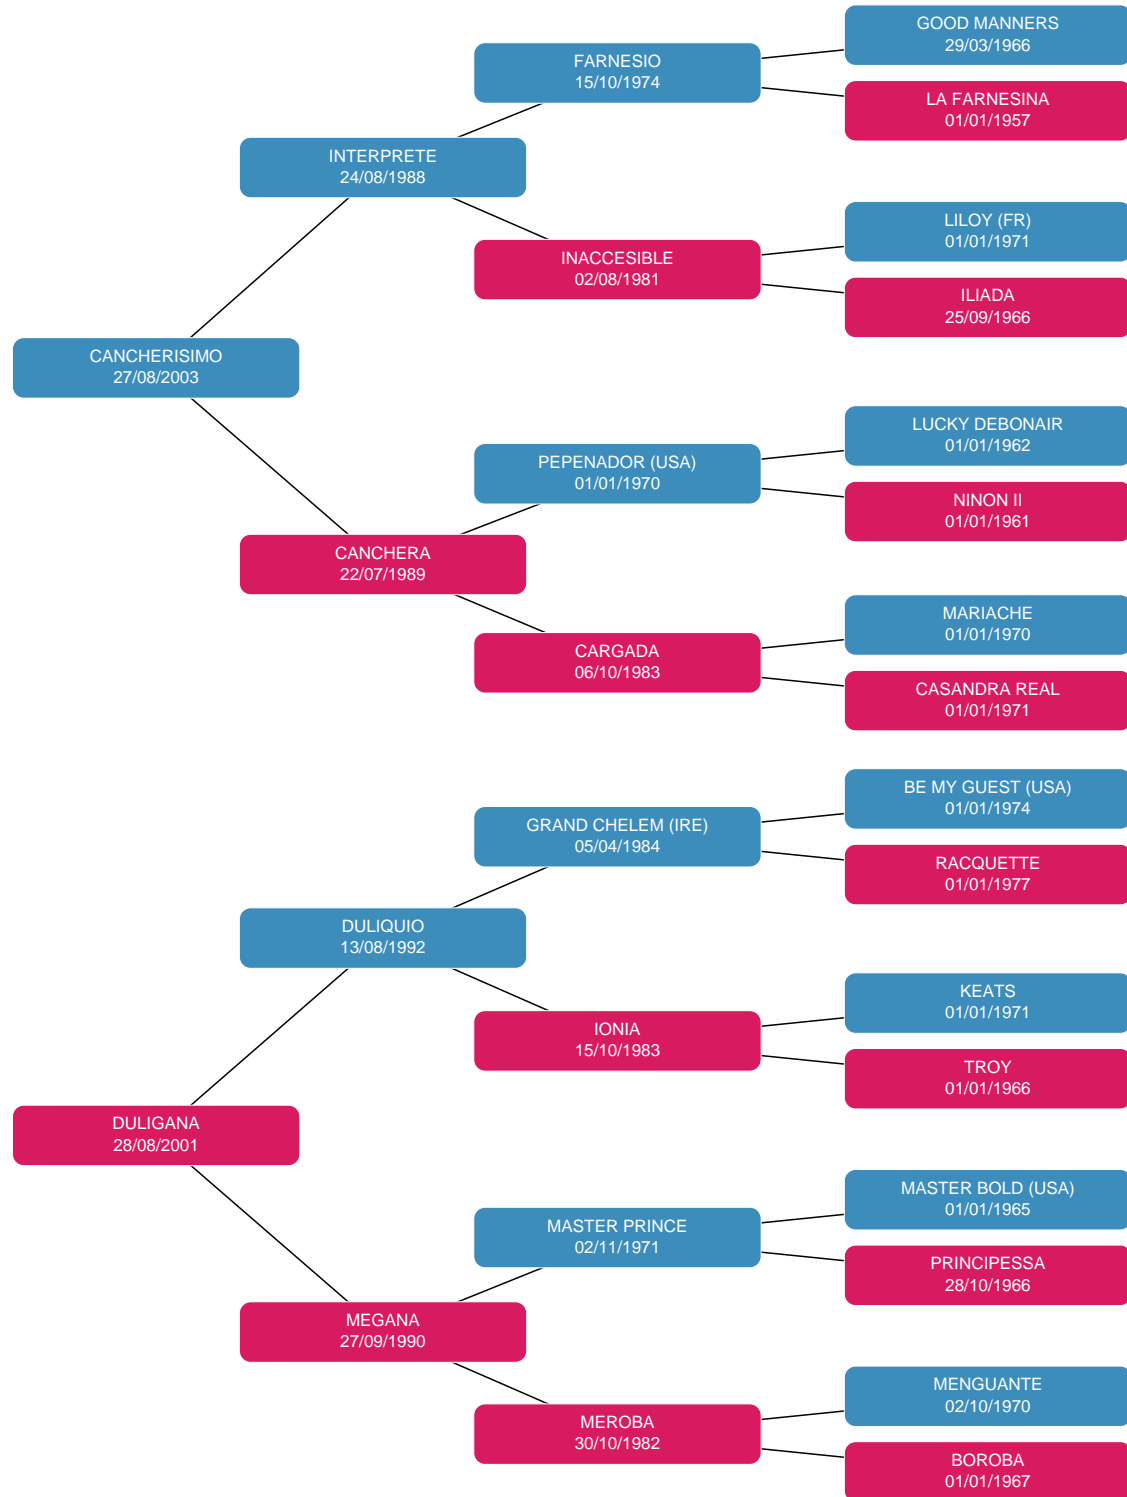 GOOD MANNERS
29/03/1966
FARNESIO
15/10/1974
LA FARNESINA
01/01/1957
INTERPRETE
24/08/1988
LILOY (FR)
01/01/1971
INACCESIBLE
02/08/1981
ILIADA
25/09/1966
CANCHERISIMO
27/08/2003
LUCKY DEBONAIR
01/01/1962
PEPENADOR (USA)
01/01/1970
NINON II
01/01/1961
CANCHERA
22/07/1989
MARIACHE
01/01/1970
CARGADA
06/10/1983
CASANDRA REAL
01/01/1971
BE MY GUEST (USA)
01/01/1974
GRAND CHELEM (IRE)
05/04/1984
RACQUETTE
01/01/1977
DULIQUIO
13/08/1992
KEATS
01/01/1971
IONIA
15/10/1983
TROY
01/01/1966
DULIGANA
28/08/2001
MASTER BOLD (USA)
01/01/1965
MASTER PRINCE
02/11/1971
PRINCIPESSA
28/10/1966
MEGANA
27/09/1990
MENGUANTE
02/10/1970
MEROBA
30/10/1982
BOROBA
01/01/1967